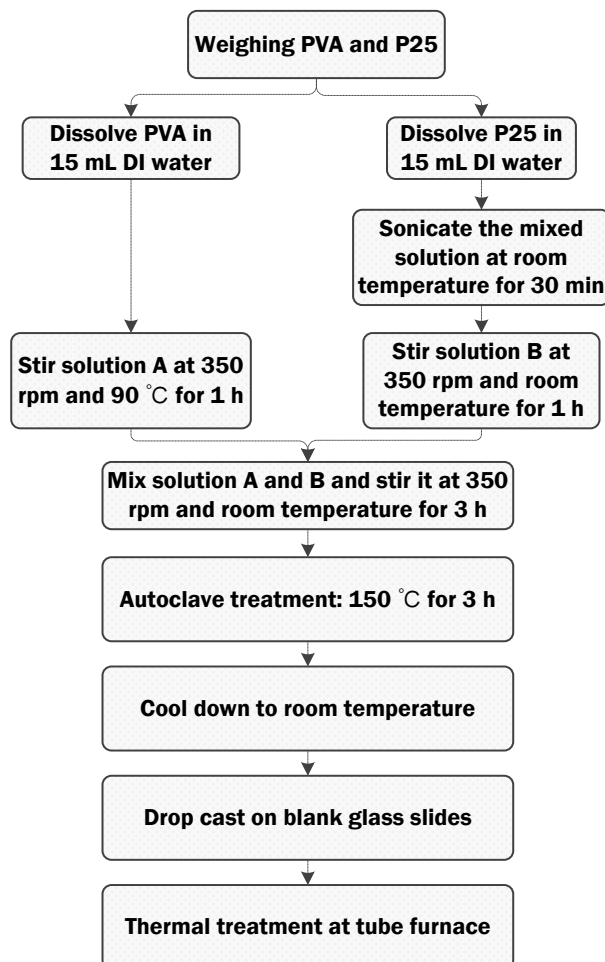 Weighing PVA and P25
Dissolve PVA in
15 mL DI water
Dissolve P25 in
15 mL DI water
Sonicate the mixed
solution at room
temperature for 30 min
Stir solution A at 350
rpm and 90 ℃ for 1 h
Stir solution B at
350 rpm and room
temperature for 1 h
Mix solution A and B and stir it at 350
rpm and room temperature for 3 h
Autoclave treatment: 150 ℃ for 3 h
Cool down to room temperature
Drop cast on blank glass slides
Thermal treatment at tube furnace